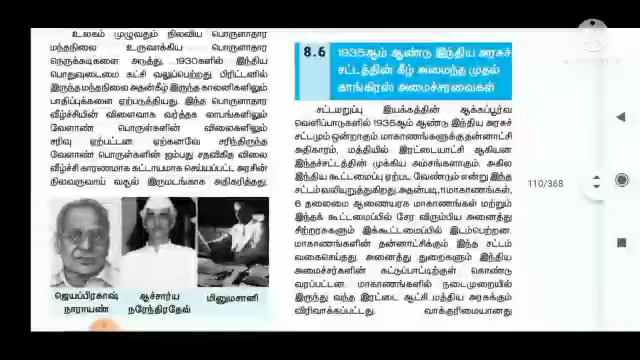 உலகம் முழுவதும் நிலவிய பொருளாதார
மந்தநிலை உருவாக்கிய பொருளாதார
நெருக்கடிகளை அடுத்து, 1930களில் இந்திய
பொதுவுடைமை கட்சி வலுப்பெற்றது. பிரிட்டனில்
இருந்த மந்தநிலை அதன்கீழ் இருந்த காலனிகளிலும்
பாதிப்புக்களை ஏற்படுத்தியது. இந்த பொருளாதார
வீழ்ச்சியின் விளைவாக வர்த்தக லாபங்களிலும்
வேளாண் பொருள்களின் விலைகளிலும்
சரிவு ஏற்பட்டன. ஏற்கனவே சரிந்திருந்த
வேளாண் பொருள்களின் ஐம்பது சதவிகித விலை
வீழ்ச்சி காரணமாக கட்டாயமாக செய்யப்பட்ட அரசின்
நிலவருவாய் வசூல் இருமடங்காக அதிகரித்தது.
ஜெயப்பிரகாஷ் நாராயண்
ஆச்சார்ய நரேந்திரதேவ்
மினுமசானி
8.6 1935ஆம் ஆண்டு இந்திய அரசுச்
சட்டத்தின் கீழ் அமைந்த முதல்
காங்கிரஸ் அமைச்சரவைகள்
சட்டமறுப்பு இயக்கத்தின் ஆக்கப்பூர்வ
வெளிப்பாடுகளில் 1935ஆம் ஆண்டு இந்திய அரசுச்
சட்டமும் ஒன்றாகும். மாகாணங்களுக்கு தன்னாட்சி
அதிகாரம், மத்தியில் இரட்டையாட்சி ஆகியன
இந்தச்சட்டத்தின் முக்கிய அம்சங்களாகும். அகில
இந்திய கூட்டமைப்பு ஏற்பட வேண்டும் என்று இந்த
சட்டம் வலியுறுத்துகிறது. அதன்படி, 11மாகாணங்கள்,
6 தலைமை ஆணையரக மாகாணங்கள் மற்றும்
இந்தக் கூட்டமைப்பில் சேர விரும்பிய அனைத்து
சிற்றரசுகளும் இக்கூட்டமைப்பில் இடம்பெற்றன.
மாகாணங்களின் தன்னாட்சிக்கும் இந்த சட்டம்
வகைசெய்தது. அனைத்து துறைகளும் இந்திய
அமைச்சர்களின் கட்டுப்பாட்டிற்குள் கொண்டு
வரப்பட்டன. மாகாணங்களில் நடைமுறையில்
இருந்து வந்த இரட்டை ஆட்சி மத்திய அரசுக்கும்
விரிவாக்கப்பட்டது. வாக்குரிமையானது
110/368